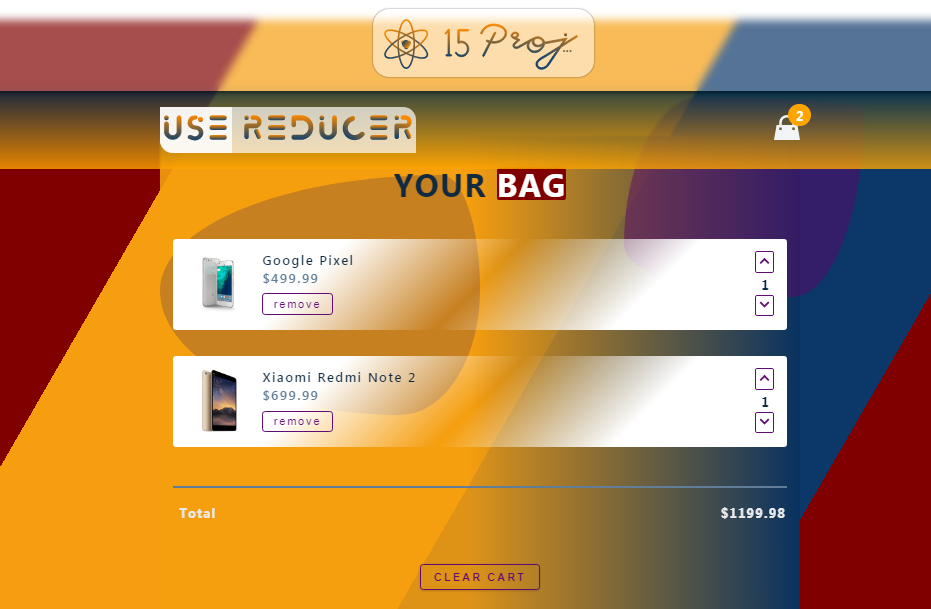 15 Proj...
USE REDUCER
2
YOUR BAG
Google Pixel
$499.99
remove
1
Xiaomi Redmi Note 2
$699.99
remove
1
Total $1199.98
CLEAR CART